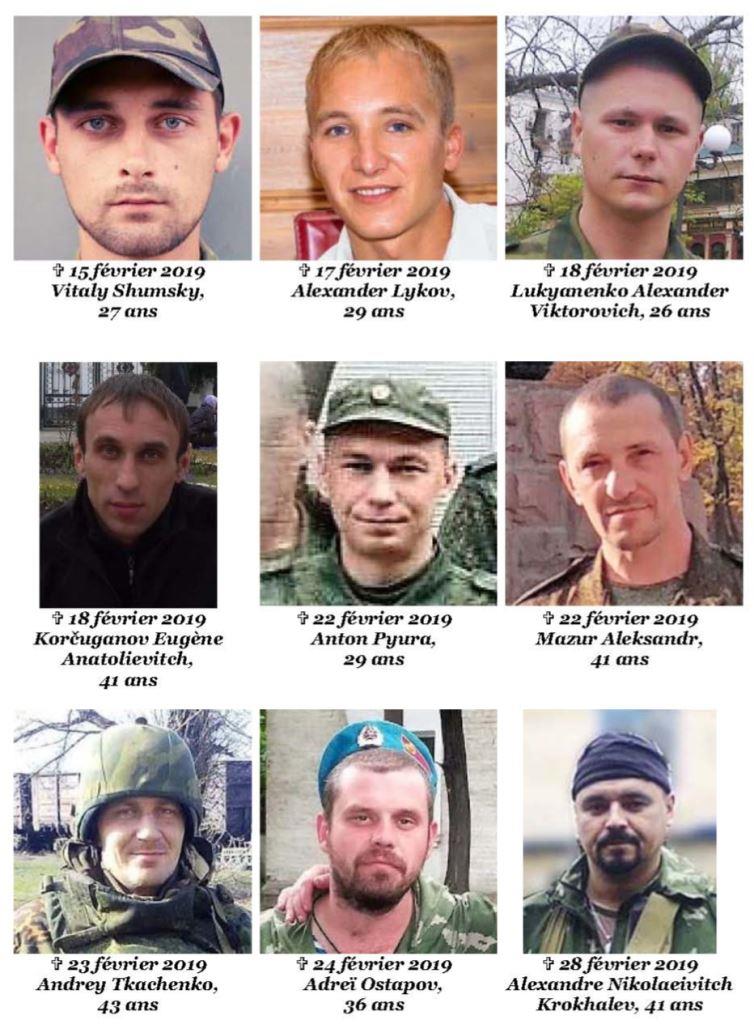 ✞ 15 février 2019
Vitaly Shumsky,
27 ans
✞ 17 février 2019
Alexander Lykov,
29 ans
✞ 18 février 2019
Lukyanenko Alexander
Viktorovich, 26 ans
✞ 18 février 2019
Korčuganov Eugène
Anatolievitch,
41 ans
✞ 22 février 2019
Anton Pyura,
29 ans
✞ 22 février 2019
Mazur Aleksandr,
41 ans
✞ 23 février 2019
Andrey Tkachenko,
43 ans
✞ 24 février 2019
Adreï Ostapov,
36 ans
✞ 28 février 2019
Alexandre Nikolaeivitch
Krokhalev, 41 ans